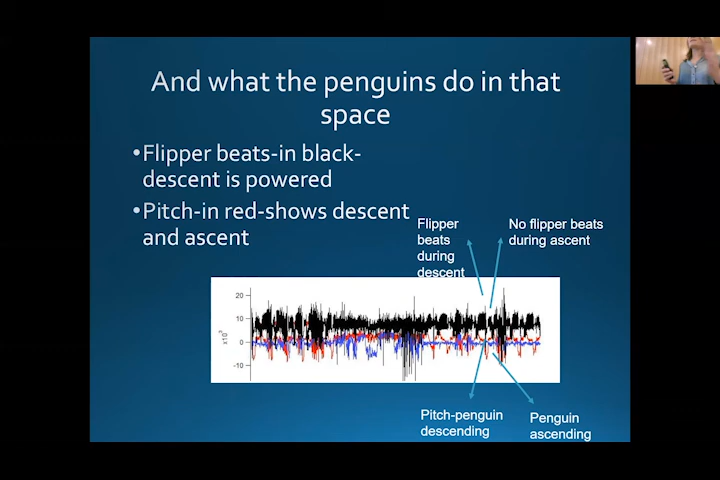 And what the penguins do in that
space
•Flipper beats-in black-
descent is powered
•Pitch-in red-shows descent
and ascent
Flipper
beats
during
descent
No flipper beats
during ascent
20
10
0
-10
x10³
Pitch-penguin
descending
Penguin
ascending